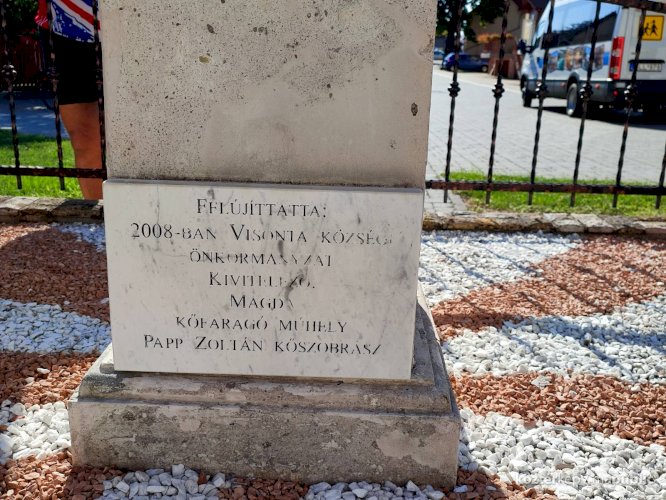 FELÚJÍTTATTA:
2008-BAN VISONTA KÖZSÉG
ÖNKORMÁNYZAT
KIVITELEZŐ:
MAGDA
KŐFARAGÓ MŰHELY
PAPP ZOLTÁN KŐSZOBRÁSZ